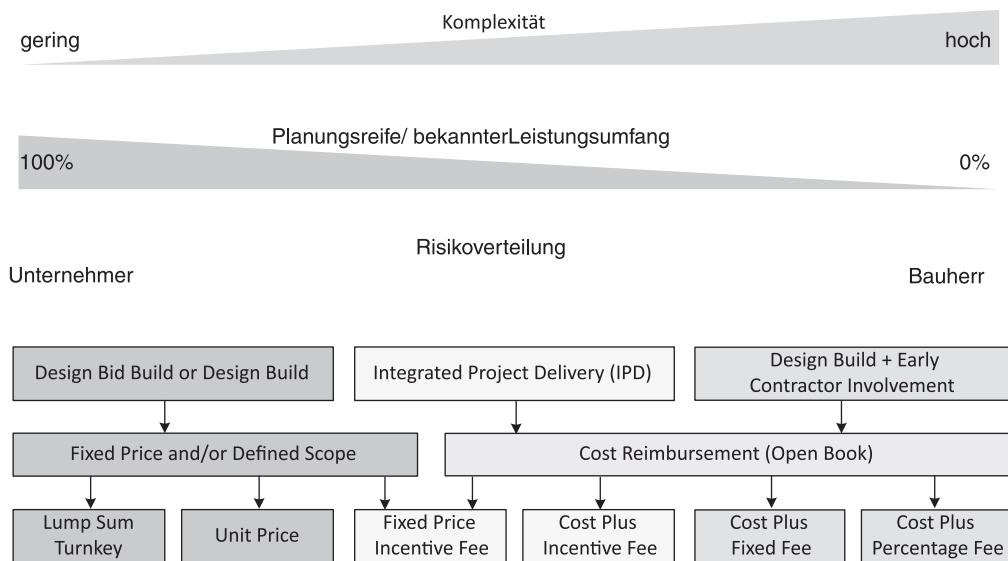 Komplexität
gering
hoch
Planungsreife/ bekannterLeistungsumfang
100%
0%
Risikoverteilung
Unternehmer
Bauherr
Design Bid Build or Design Build
Integrated Project Delivery (IPD)
Design Build + Early
Contractor Involvement
Fixed Price and/or Defined Scope
Cost Reimbursement (Open Book)
Lump Sum
Turnkey
Unit Price
Fixed Price
Incentive Fee
Cost Plus
Incentive Fee
Cost Plus
Fixed Fee
Cost Plus
Percentage Fee